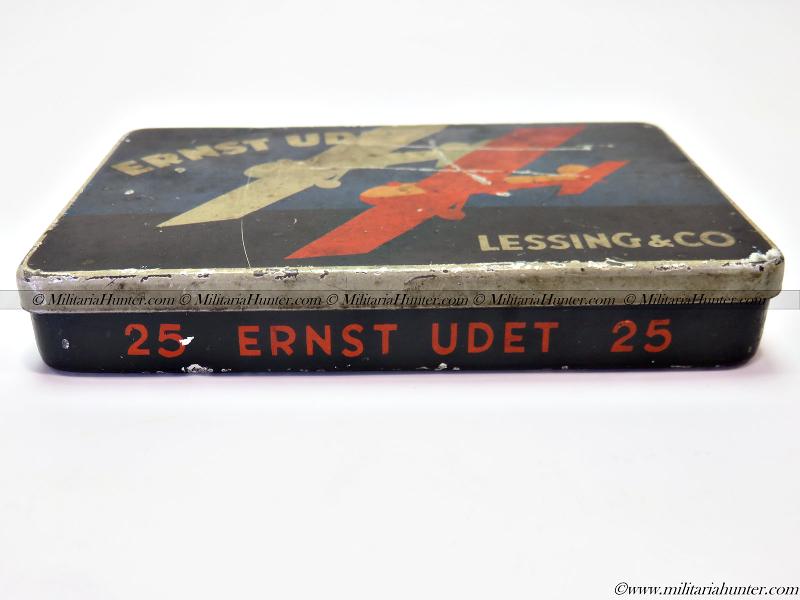 ERNST UDET
LESSING & CO
© MilitariaHunter.com © MilitariaHunter.com © MilitariaHunter.com © MilitariaHunter.com © MilitariaHunter.com
25 ERNST UDET 25
©www.militariahunter.com